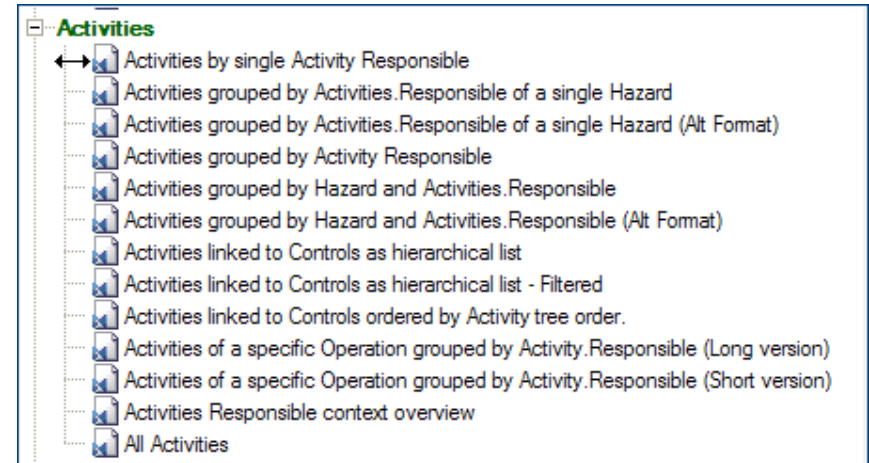 Activities
Activities by single Activity Responsible
Activities grouped by Activities.Responsible of a single Hazard
Activities grouped by Activities.Responsible of a single Hazard (Alt Format)
Activities grouped by Activity Responsible
Activities grouped by Hazard and Activities.Responsible
Activities grouped by Hazard and Activities.Responsible (Alt Format)
Activities linked to Controls as hierarchical list
Activities linked to Controls as hierarchical list - Filtered
Activities linked to Controls ordered by Activity tree order.
Activities of a specific Operation grouped by Activity.Responsible (Long version)
Activities of a specific Operation grouped by Activity.Responsible (Short version)
Activities Responsible context overview
All Activities